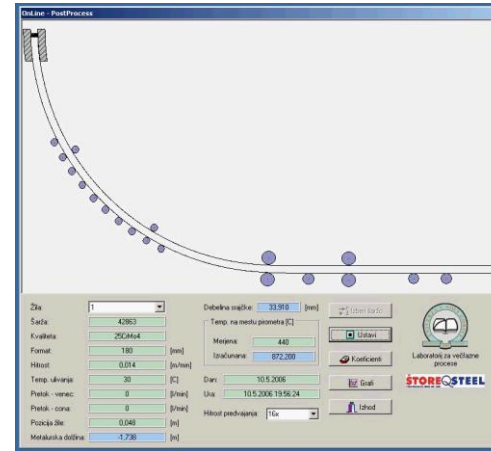 OnLine - PostProcess
Žila: 1
Šarža: 42863
Kvaliteta: 25CrMo4
Format: 180 [mm]
Hitrost: 0,014 [m/min]
Temp. ulivanja: 30 [C]
Pretok - venec: 0 [l/min]
Pretok - cona: 0 [l/min]
Pozicija žile: 0,048 [m]
Metalurska dolžina: -1,738 [m]
Debelina srajčke: 33,910 [mm]
Temp. na mestu pirometra [C]
Merjena: 440
Izračunana: 872,200
Dan: 10.5.2006
Ura: 10.5.2006 19:56:24
Hitrost predvajanja: 16x
Izberi šaržo
Ustavi
Koeficienti
Grafi
Izhod
Laboratorij za večfazne
procese
ŠTORE STEEL